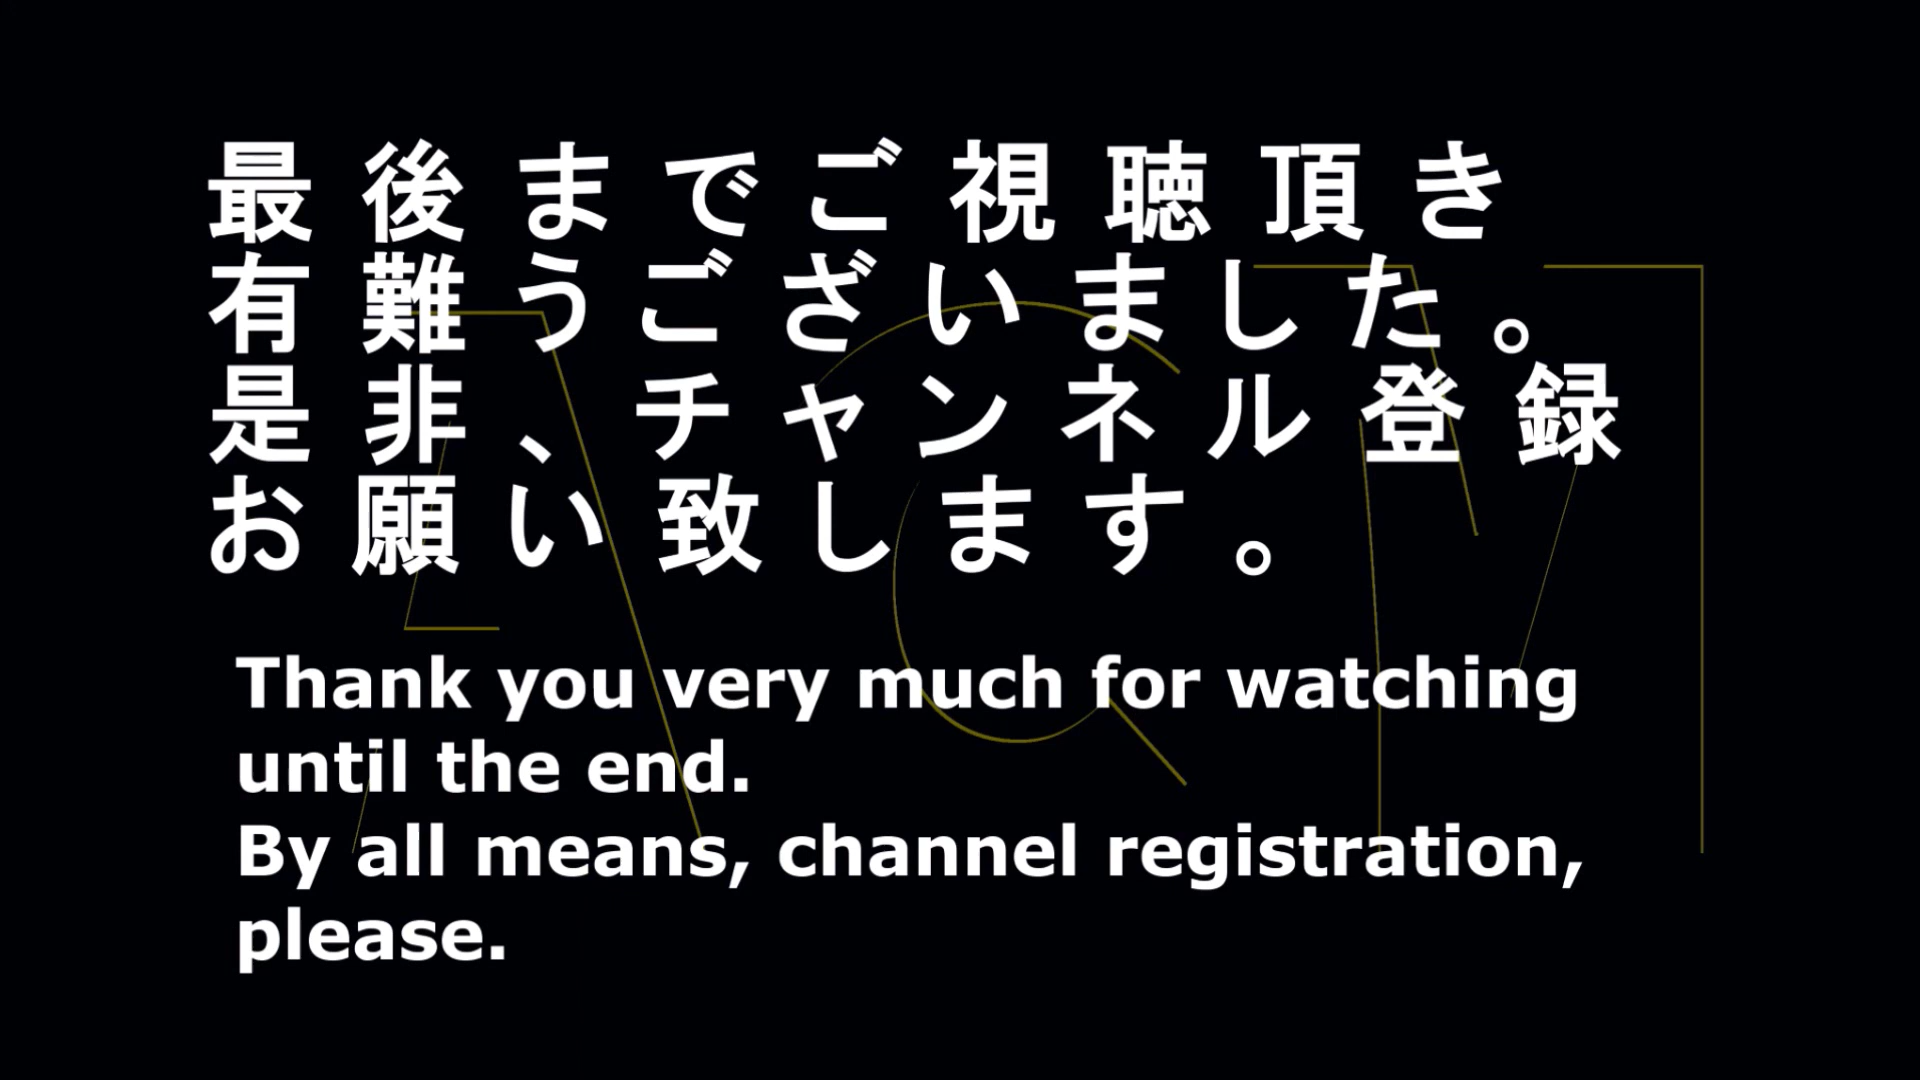 最後までご視聴頂き
有難うございました。
是非、チャンネル登録
お願い致します。
Thank you very much for watching
until the end.
By all means, channel registration,
please.